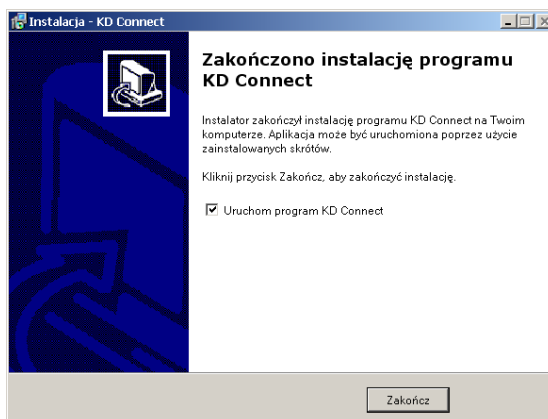 Instalacja - KD Connect
Zakończono instalację programu
KD Connect
Instalator zakończył instalację programu KD Connect na Twoim
komputerze. Aplikacja może być uruchomiona poprzez użycie
zainstalowanych skrótów.
Kliknij przycisk Zakończ, aby zakończyć instalację.
Uruchom program KD Connect
Zakończ